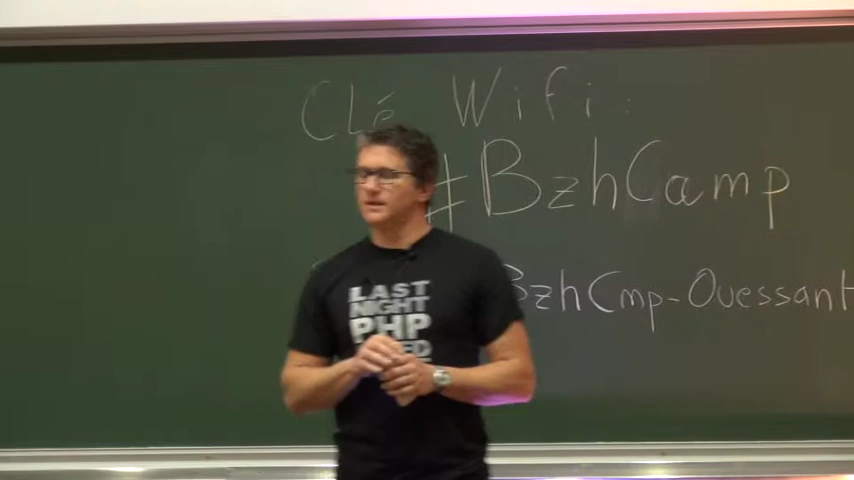 Clé Wifi :
#BzhCamp
BzhCmp-Ouessant
LAST
NIGHT
PHP